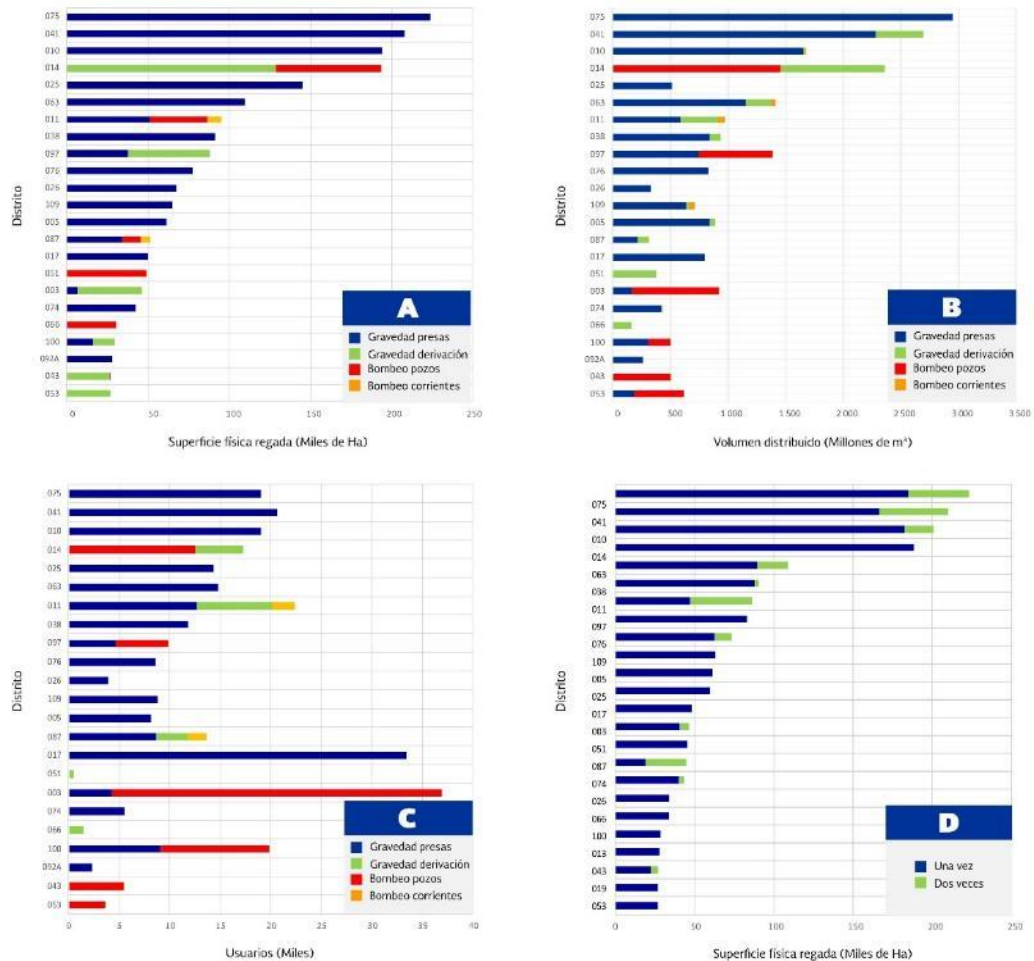 Distrito
075
041
010
014
025
063
011
038
097
076
026
109
005
087
017
051
003
074
066
100
092A
043
053
0 50 100 150 200 250
Superficie física regada (Miles de Ha)
A
Gravedad presas
Gravedad derivación
Bombeo pozos
Bombeo corrientes
Distrito
075
041
010
014
025
063
011
038
097
076
026
109
005
087
017
051
003
074
066
100
092A
043
053
0 500 1 000 1 500 2 000 2 500 3 000 3 500
Volumen distribuido (Millones de m³)
B
Gravedad presas
Gravedad derivación
Bombeo pozos
Bombeo corrientes
Distrito
075
041
010
014
025
063
011
038
097
076
026
109
005
087
017
051
003
074
066
100
092A
043
053
0 5 10 15 20 25 30 35 40
Usuarios (Miles)
C
Gravedad presas
Gravedad derivación
Bombeo pozos
Bombeo corrientes
Distrito
075
041
010
014
063
038
011
097
076
109
005
025
017
003
051
087
074
026
066
100
013
043
019
053
0 50 100 150 200 250
Superficie física regada (Miles de Ha)
D
Una vez
Dos veces